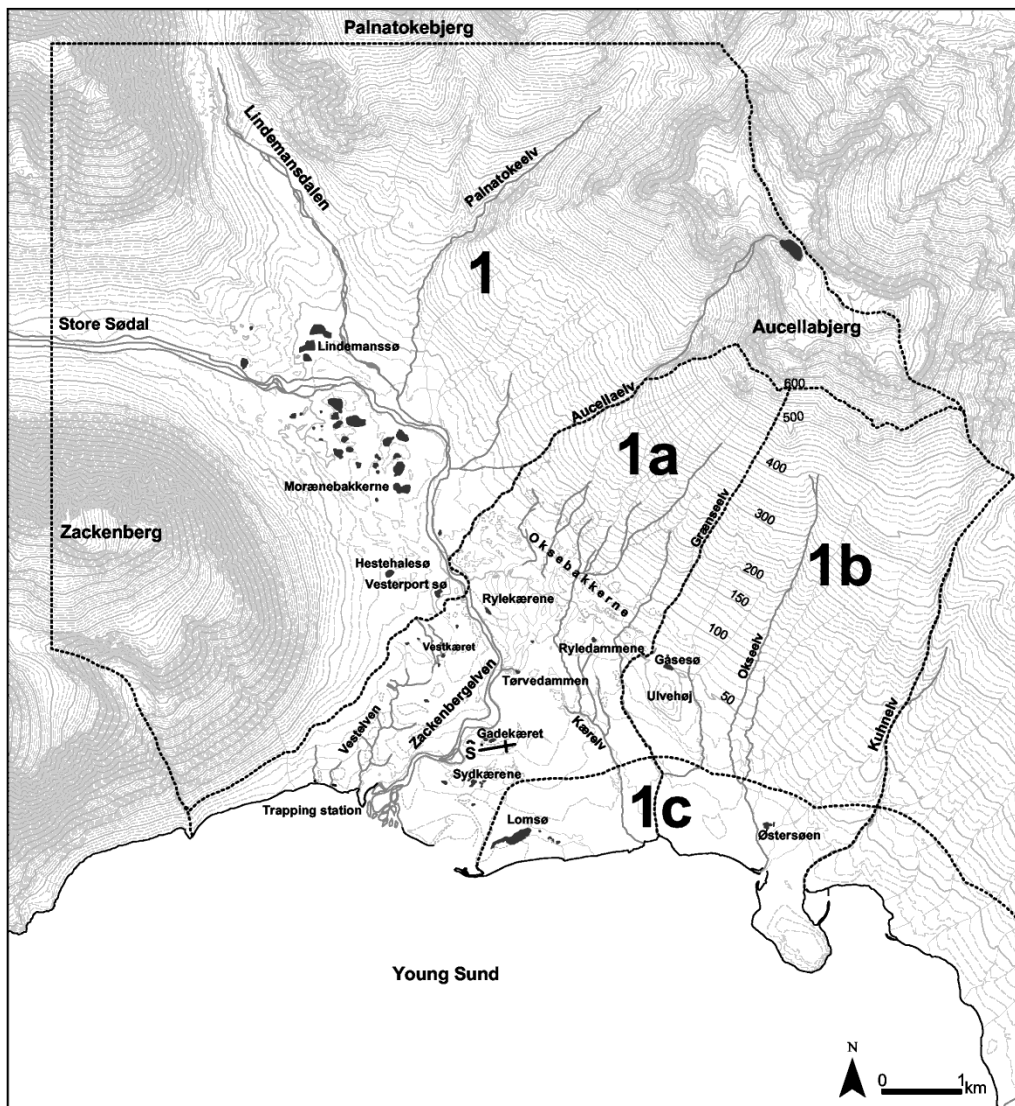 Palnatokebjerg
Lindemansdalen
Palnatokeelv
1
Store Sødal
Lindemanssø
Aucellabjerg
Aucellaelv
600
500
1a
400
Morænebakkerne
Grænseelv
300
Zackenberg
Oksebakkerne
1b
Hestehalesø
Vesterport sø
200
Rylekærene
150
100
Vestkæret
Ryledammene
Gåsesø
Okseelv
Tørvedammen
Ulvehøj
50
Zackenbergelven
Vestelven
Kærelv
Kuhnelv
Gadekæret
S
Sydkærene
Trapping station
1c
Lomsø
Østersøen
Young Sund
N
0 1
km